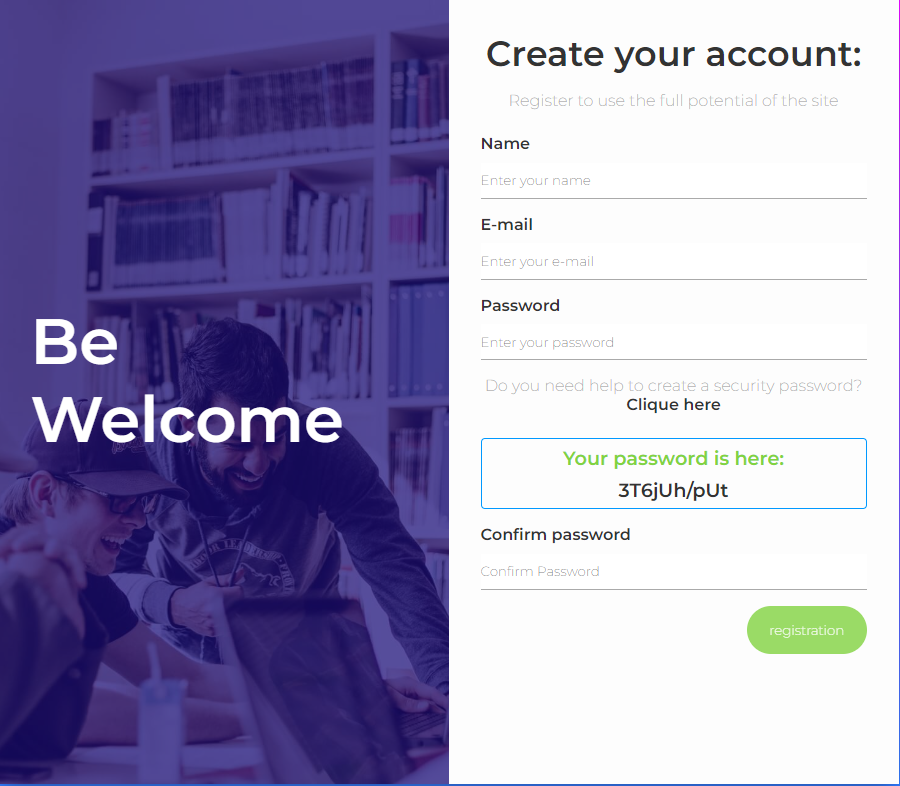 Be
Welcome
Create your account:
Register to use the full potential of the site
Name
Enter your name
E-mail
Enter your e-mail
Password
Enter your password
Do you need help to create a security password?
Clique here
Your password is here:
3T6jUh/pUt
Confirm password
Confirm Password
registration